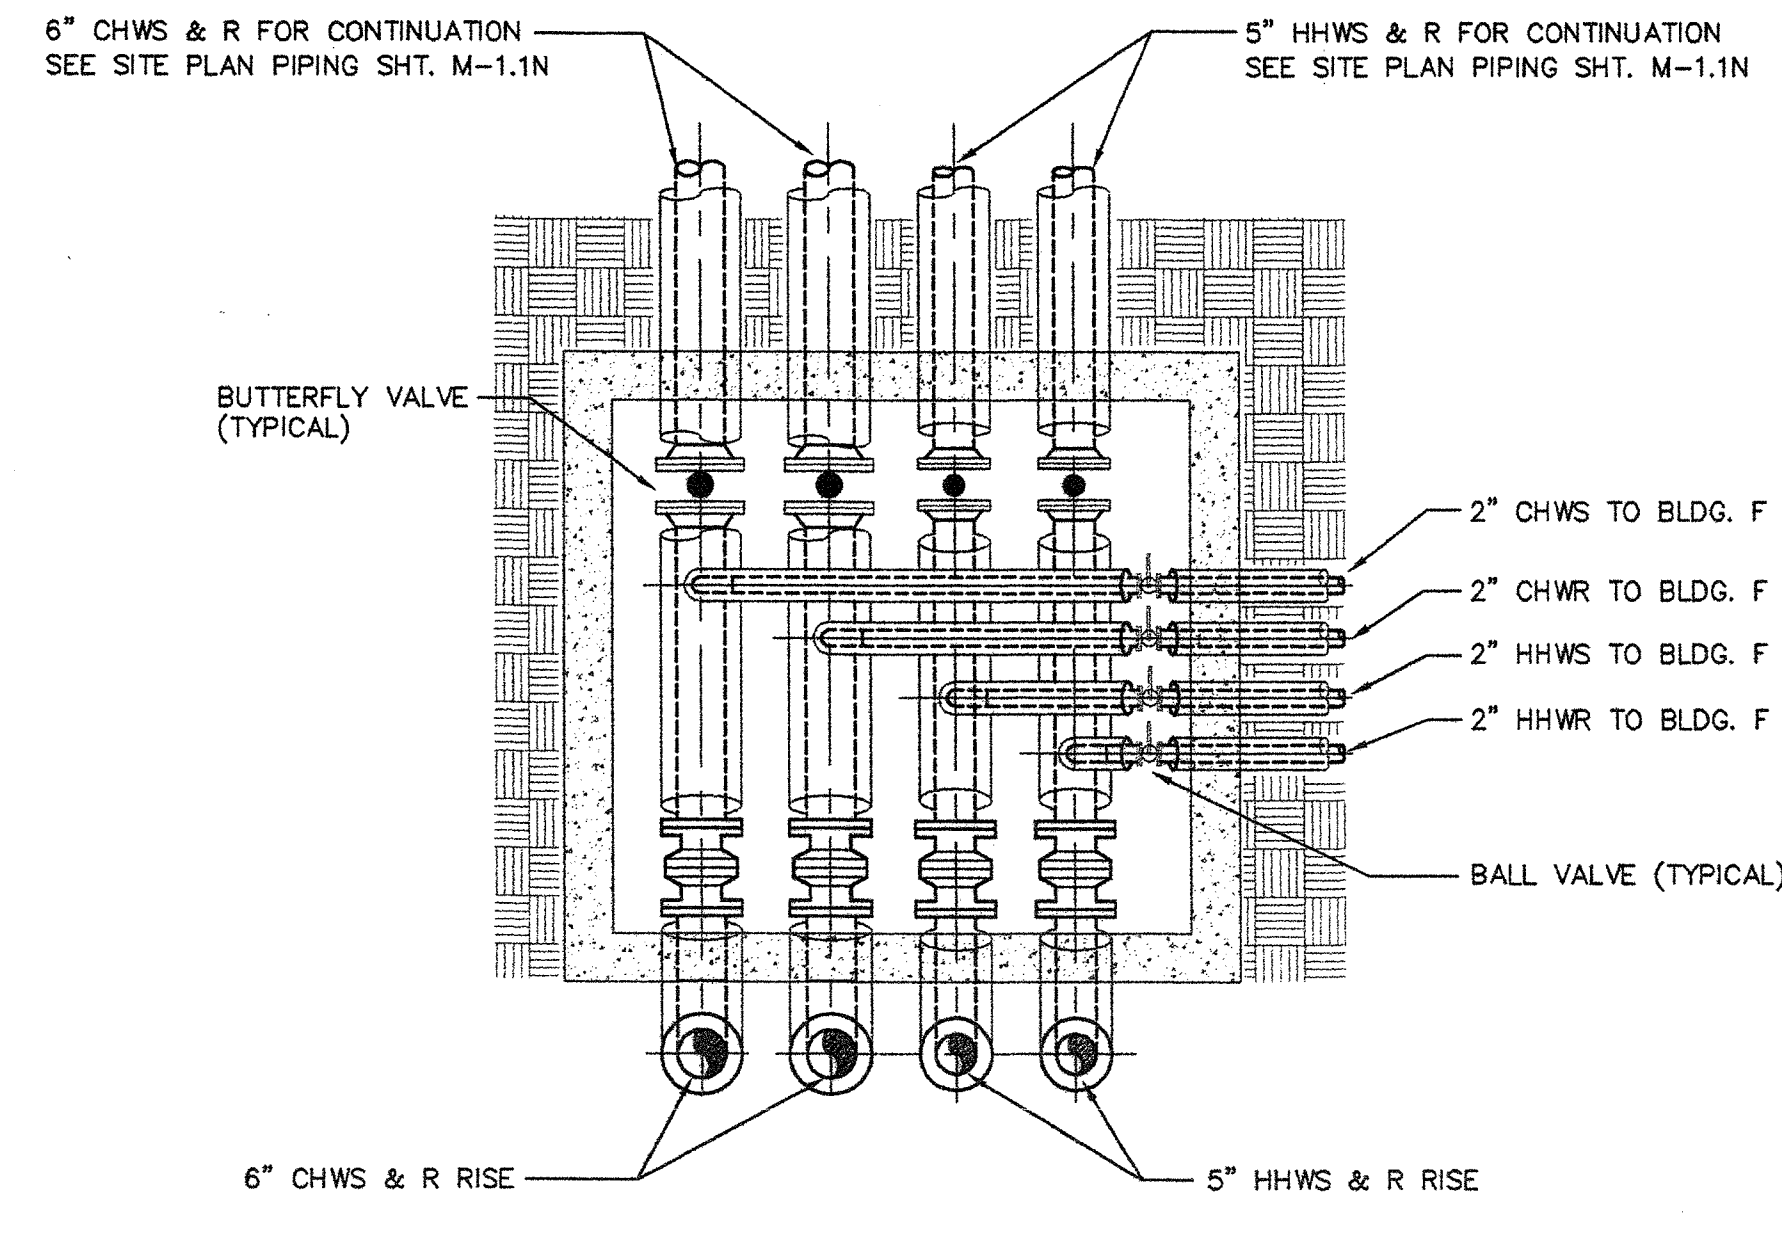 6" CHWS & R FOR CONTINUATION
SEE SITE PLAN PIPING SHT. M-1.1N
5" HHWS & R FOR CONTINUATION
SEE SITE PLAN PIPING SHT. M-1.1N
BUTTERFLY VALVE
(TYPICAL)
2" CHWS TO BLDG. F
2" CHWR TO BLDG. F
2" HHWS TO BLDG. F
2" HHWR TO BLDG. F
BALL VALVE (TYPICAL)
6" CHWS & R RISE
5" HHWS & R RISE